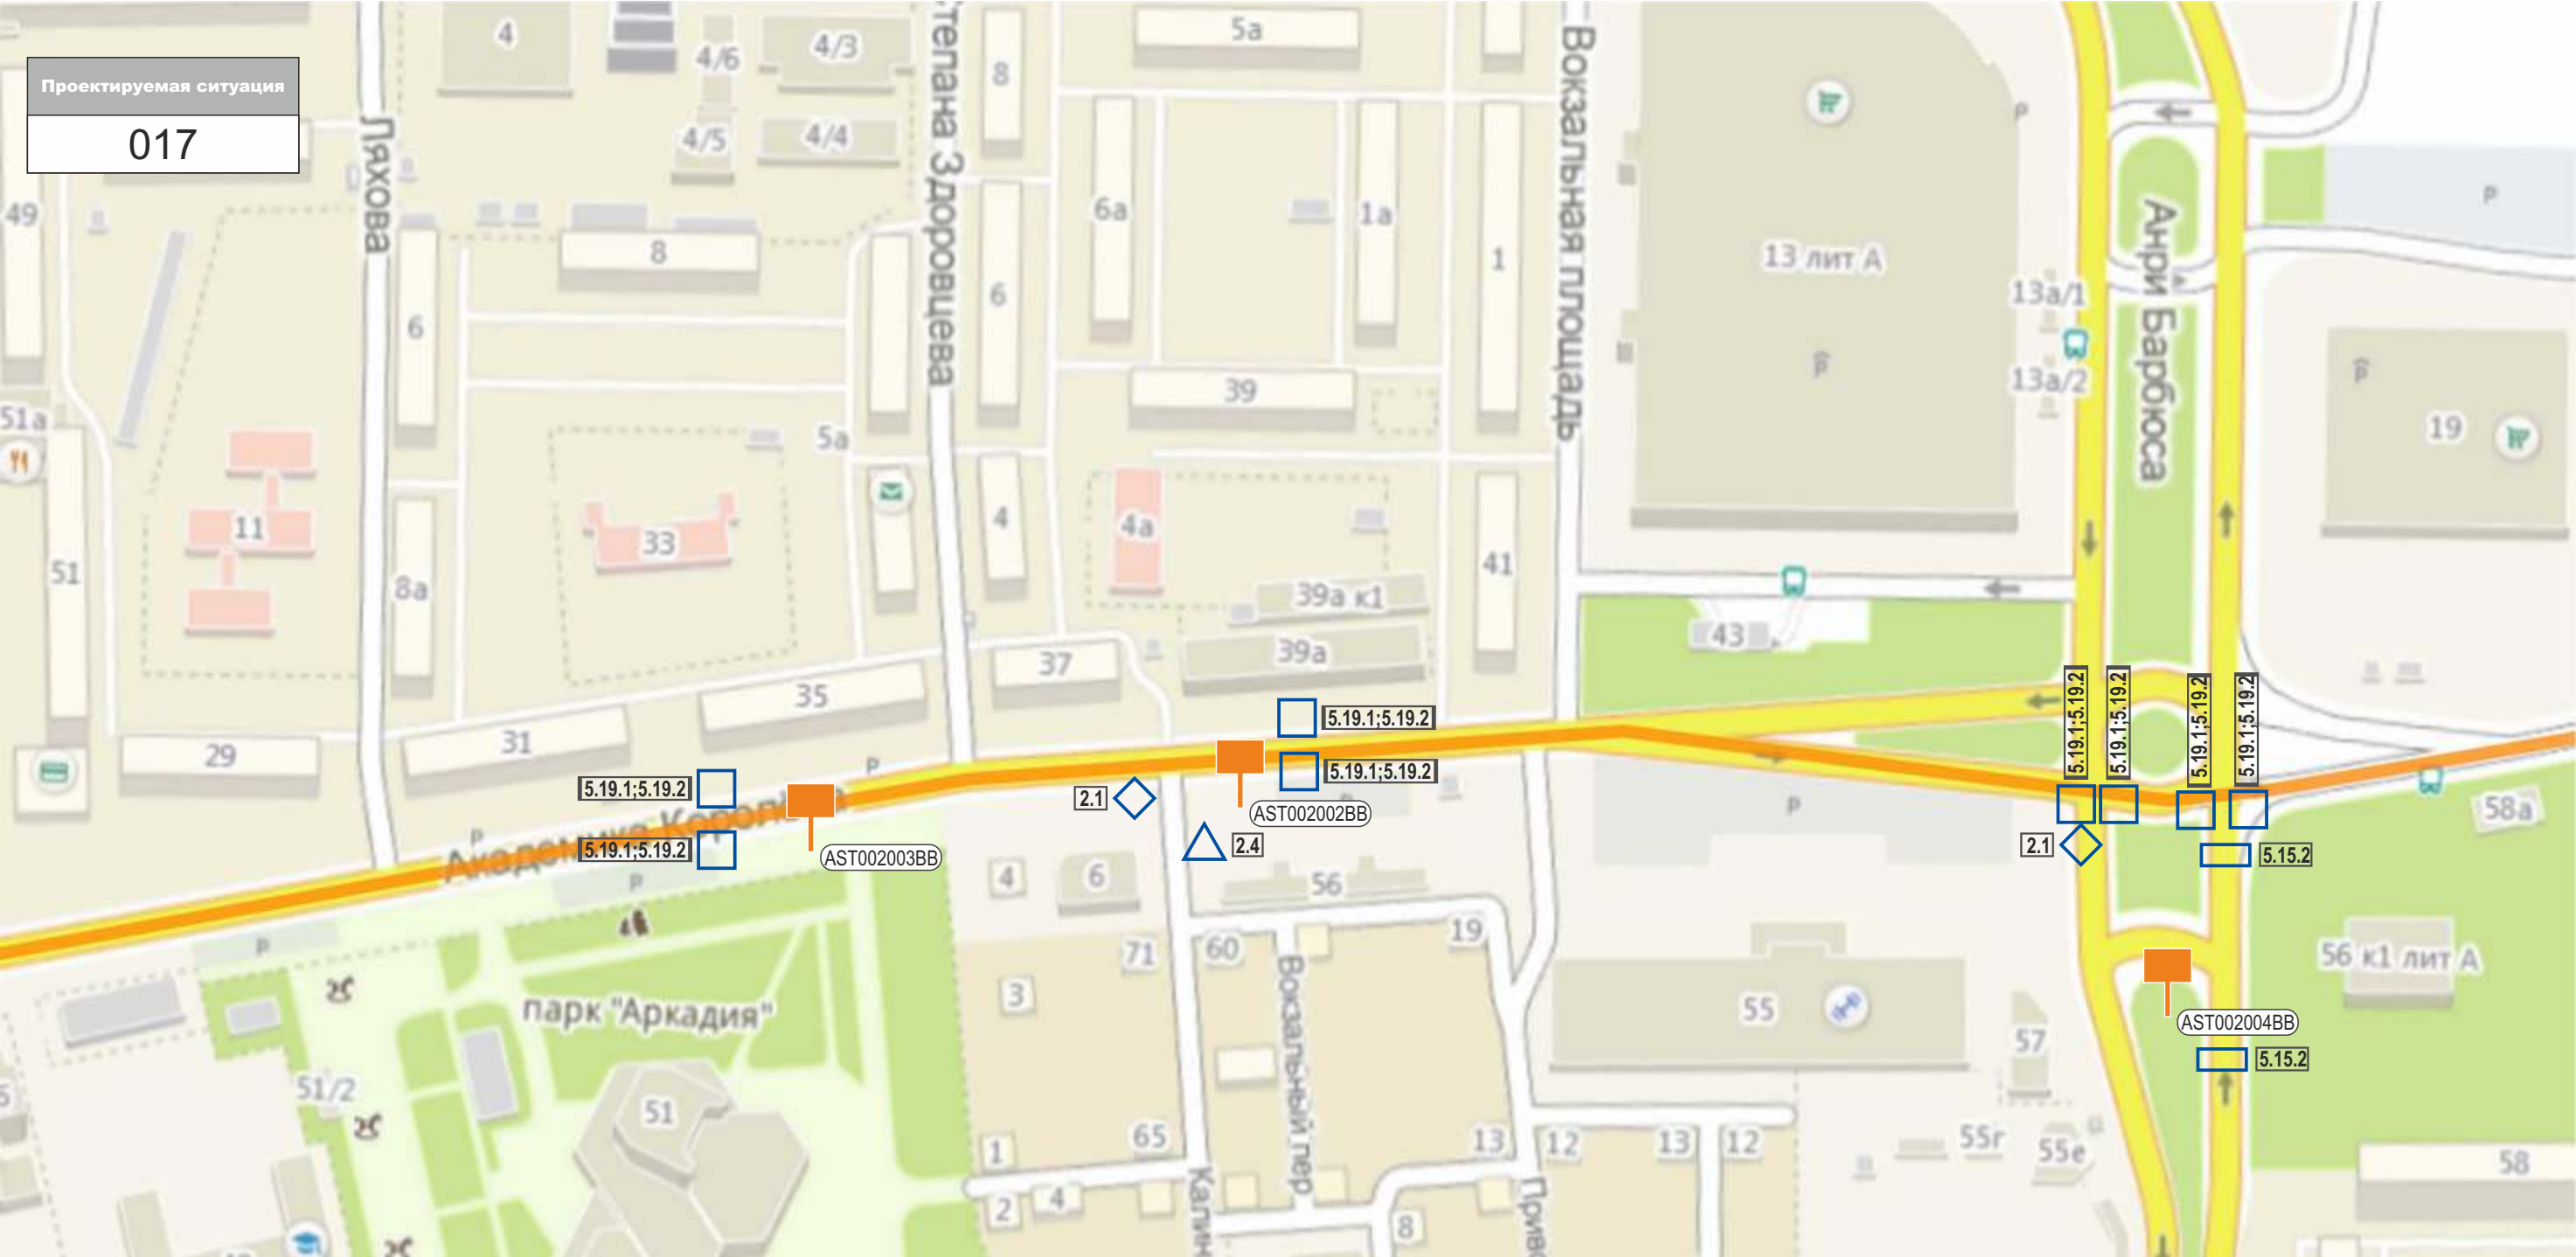 Проектируемая ситуация
017
4
4/6
4/3
4/5
4/4
8
5а
Ляхова
Степана Здоровцева
Вокзальная площадь
Анри Барбюса
49
6
8
6
6а
1а
1
13 лит А
13а/1
13а/2
P
P
P
P
19
51а
51
11
8а
33
5а
4
4а
39
39а к1
39а
41
43
29
31
35
37
P
P
P
P
P
P
Академика Королёва
5.19.1;5.19.2
5.19.1;5.19.2
5.19.1;5.19.2
5.19.1;5.19.2
5.19.1;5.19.2
5.19.1;5.19.2
5.19.1;5.19.2
5.19.1;5.19.2
2.1
2.4
2.1
5.15.2
5.15.2
AST002003BB
AST002002BB
AST002004BB
58а
4
6
56
71
60
19
3
парк "Аркадия"
51/2
51
55
57
56 к1 лит А
Вокзальный пер
65
1
2
4
13
12
13
12
8
55г
55е
58
Калин
Приво